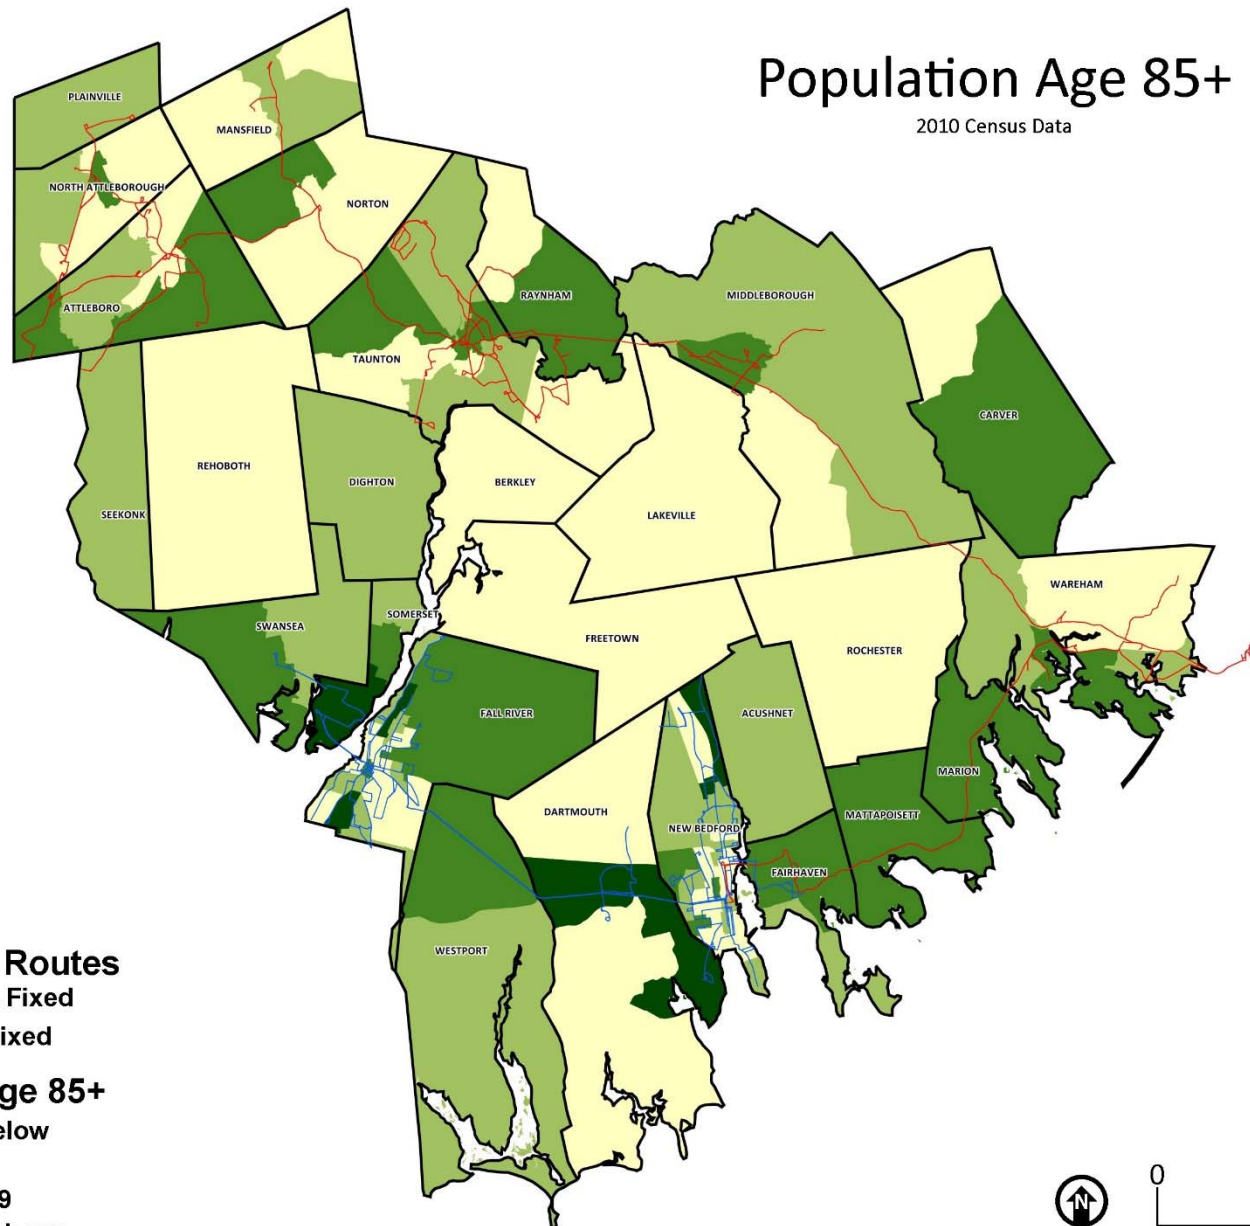 Population Age 85+
2010 Census Data
PLAINVILLE
MANSFIELD
NORTH ATTLEBOROUGH
NORTON
ATTLEBORO
RAYNHAM
MIDDLEBOROUGH
TAUNTON
CARVER
REHOBOTH
DIGHTON
BERKLEY
SEEKONK
LAKEVILLE
WAREHAM
SOMERSET
SWANSEA
FREETOWN
ROCHESTER
FALL RIVER
ACUSHNET
MARION
DARTMOUTH
MATTAPOISETT
NEW BEDFORD
FAIRHAVEN
WESTPORT
Routes
Fixed
ixed
ge 85+
elow
9
N
0